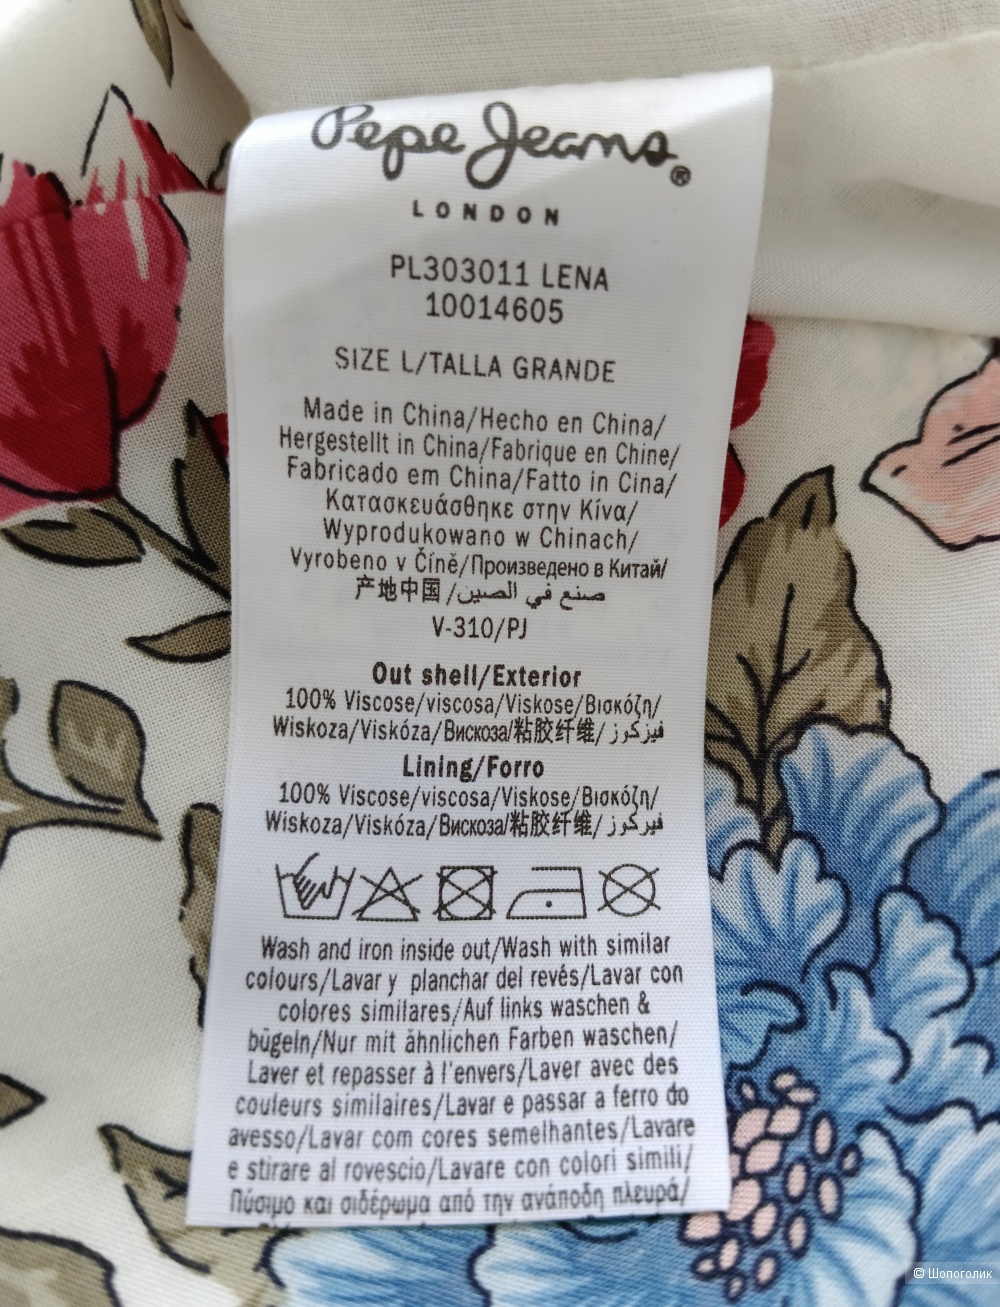 Pepe Jeans®
LONDON
PL303011 LENA
10014605
SIZE L/TALLA GRANDE
Made in China/Hecho en China/
Hergestellt in China/Fabrique en Chine/
Fabricado em China/Fatto in Cina/
Κατασκευάσθηκε στην Κίνα/
Wyprodukowano w Chinach/
Vyrobeno v Číně/Произведено в Китай/
产地中国/صنع في الصين
V-310/PJ
Out shell/Exterior
100% Viscose/viscosa/Viskose/Βισκόζη/
Wiskoza/Viskóza/Вискоза/粘胶纤维/فيزكوز
Lining/Forro
100% Viscose/viscosa/Viskose/Βισκόζη/
Wiskoza/Viskóza/Вискоза/粘胶纤维/فيزكوز
Wash and iron inside out/Wash with similar
colours/Lavar y planchar del revés/Lavar con
colores similares/Auf links waschen &
bügeln/Nur mit ähnlichen Farben waschen/
Laver et repasser à l'envers/Laver avec des
couleurs similaires/Lavar e passar a ferro do
avesso/Lavar com cores semelhantes/Lavare
e stirare al rovescio/Lavare con colori simili/
Πύσιμο και σιδέρωμα από την ανάποδη πλευρά/
© Шопоголик